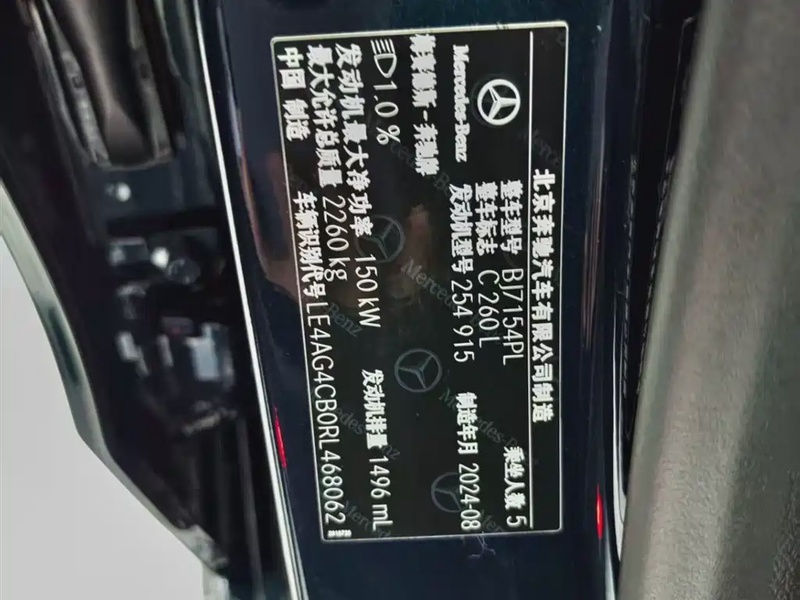 北京奔驰汽车有限公司制造
Mercedes-Benz
梅赛德斯-奔驰牌
整车型号 BJ7154PL 乘坐人数 5
整车标志 C 260 L
发动机型号 254 915 制造年月 2024-08
1.0 %
发动机最大净功率 150 kW 发动机排量 1496 mL
最大允许总质量 2260 kg
中国 制造 车辆识别代号 LE4AG4CB0RL468062
Mercedes-Benz